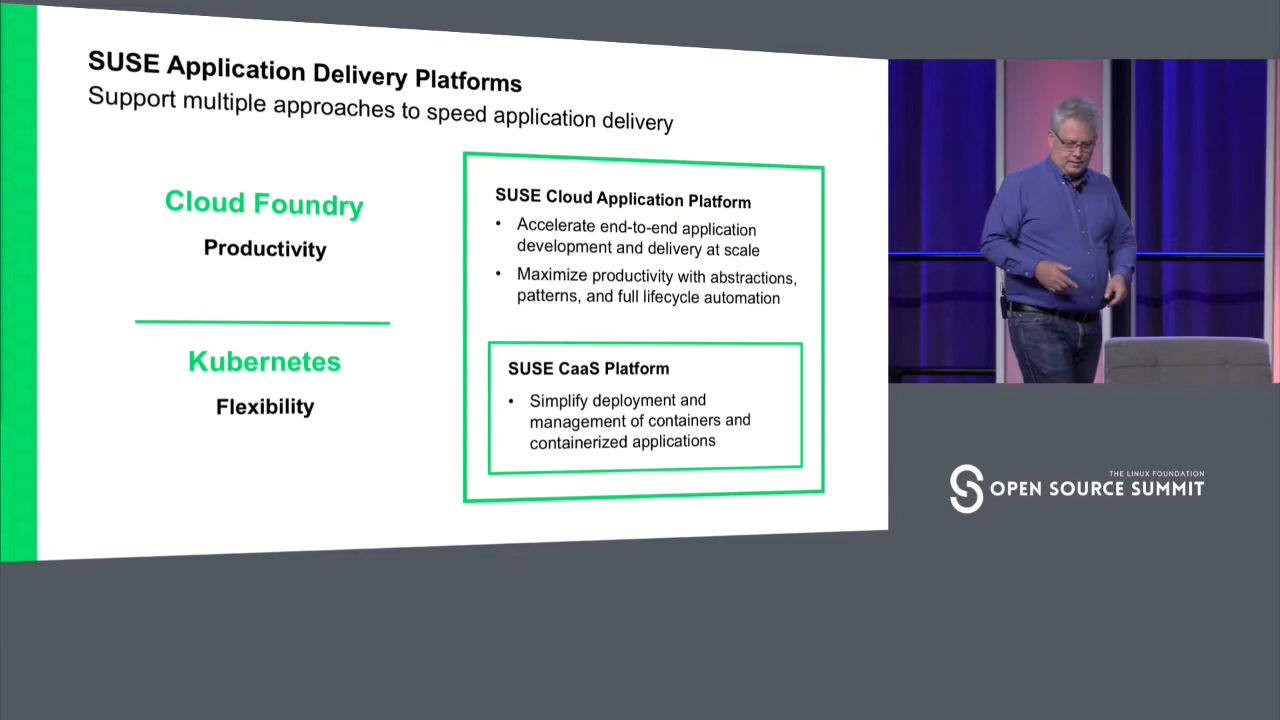 SUSE Application Delivery Platforms
Support multiple approaches to speed application delivery
Cloud Foundry
Productivity
Kubernetes
Flexibility
SUSE Cloud Application Platform
• Accelerate end-to-end application
development and delivery at scale
• Maximize productivity with abstractions,
patterns, and full lifecycle automation
SUSE CaaS Platform
• Simplify deployment and
management of containers and
containerized applications
THE LINUX FOUNDATION
OPEN SOURCE SUMMIT